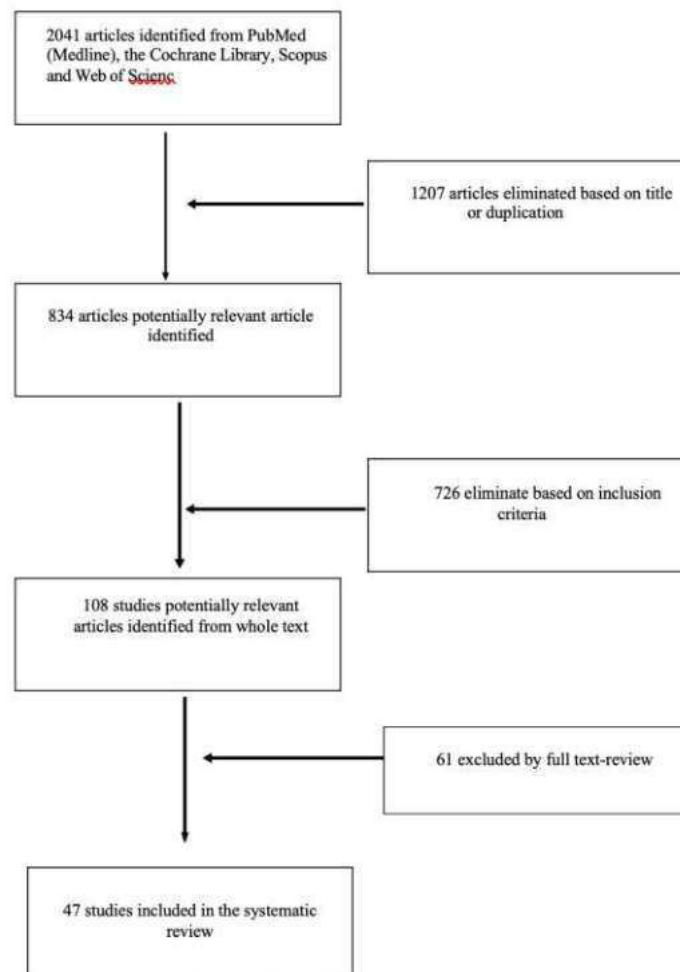 2041 articles identified from PubMed
(Medline), the Cochrane Library, Scopus
and Web of Scienc
1207 articles eliminated based on title
or duplication
834 articles potentially relevant article
identified
726 eliminate based on inclusion
criteria
108 studies potentially relevant
articles identified from whole text
61 excluded by full text-review
47 studies included in the systematic
review